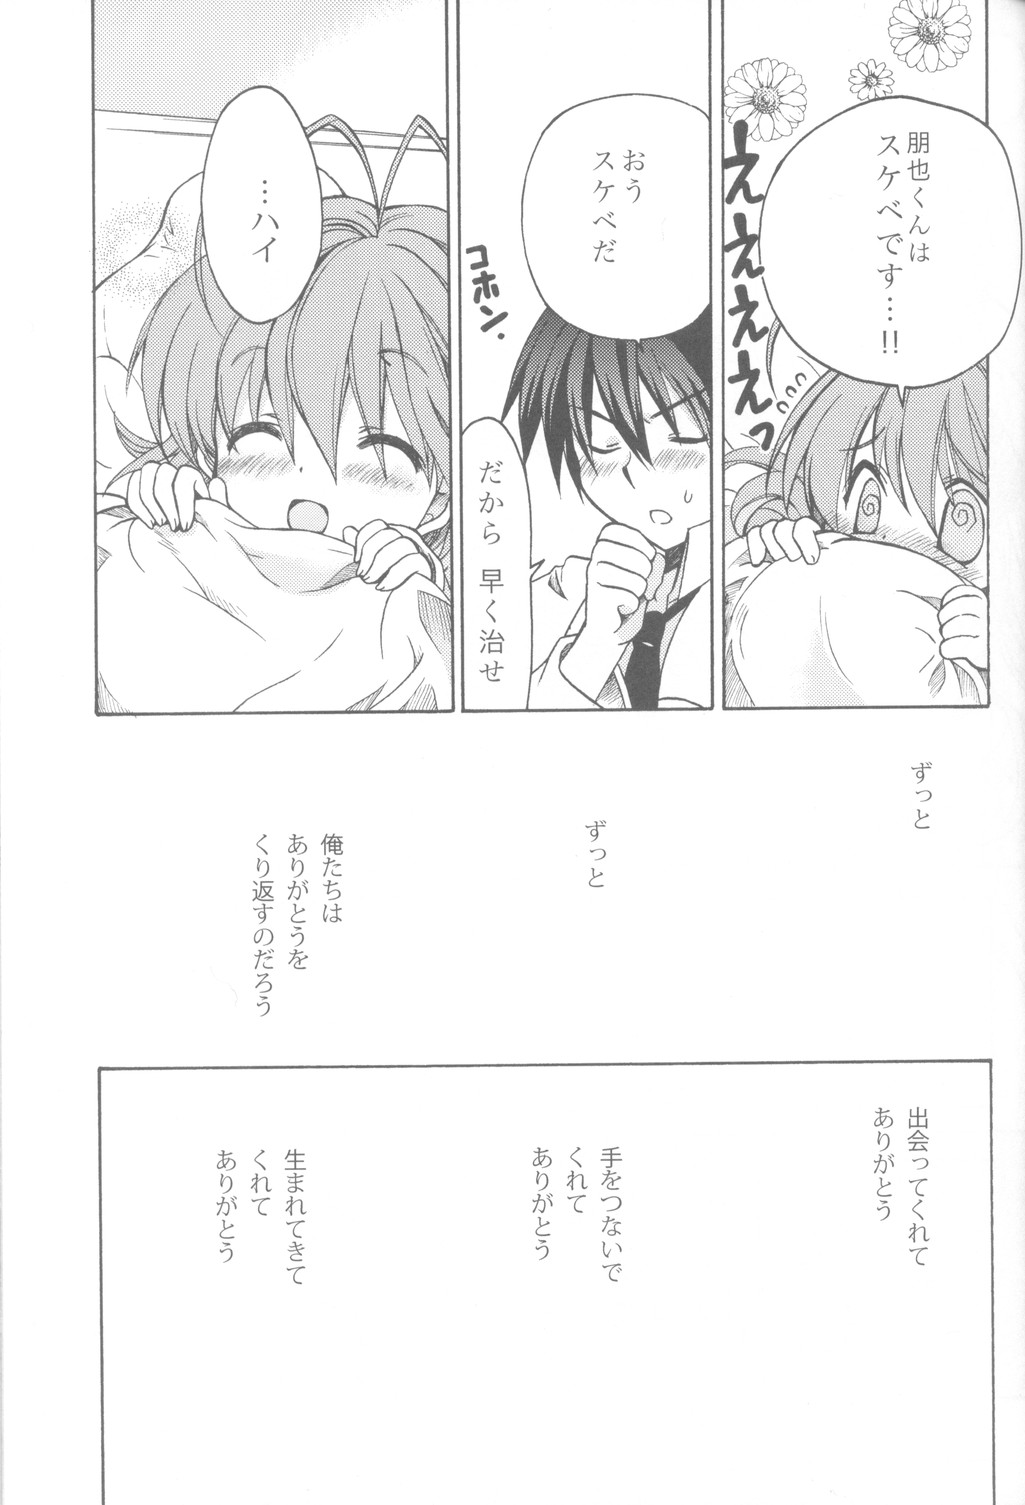 朋也くんは
スケベです…!!
えええええっ
おう
スケベだ
コホン.
だから 早く治せ
…ハイ
ずっと
ずっと
俺たちは
ありがとうを
くり返すのだろう
出会ってくれて
ありがとう
手をつないで
くれて
ありがとう
生まれてきて
くれて
ありがとう